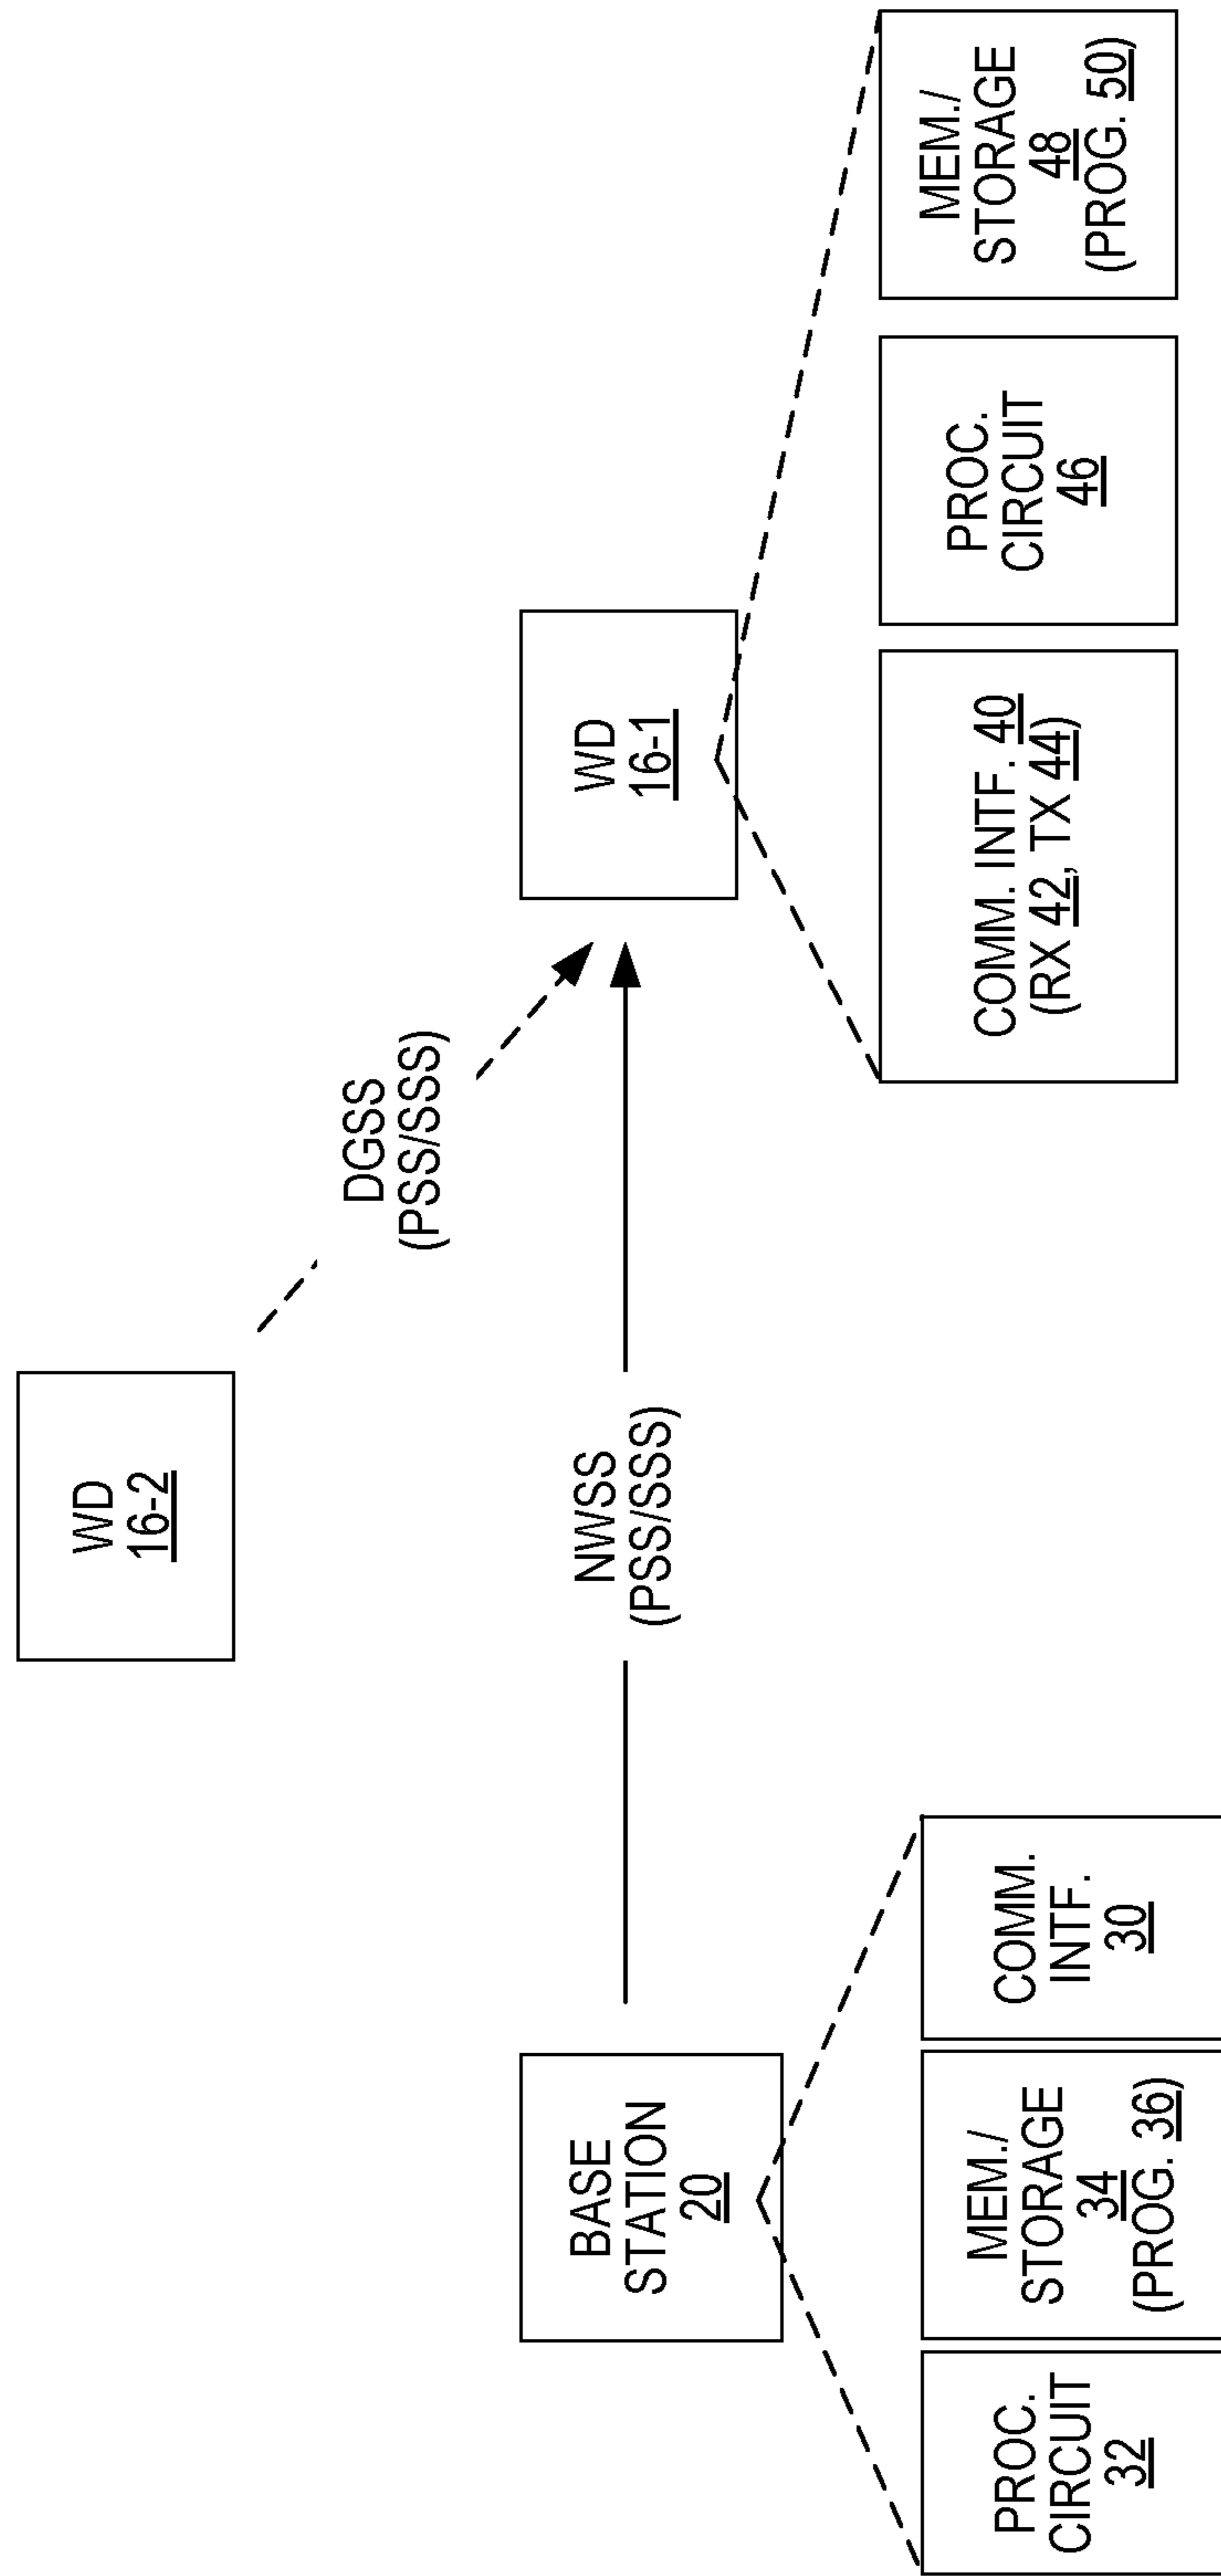 WD
16-2
DGSS
(PSS/SSS)
BASE
STATION
20
NWSS
(PSS/SSS)
WD
16-1
PROC.
CIRCUIT
32
MEM./
STORAGE
34
(PROG. 36)
COMM.
INTF.
30
COMM. INTF. 40
(RX 42, TX 44)
PROC.
CIRCUIT
46
MEM./
STORAGE
48
(PROG. 50)